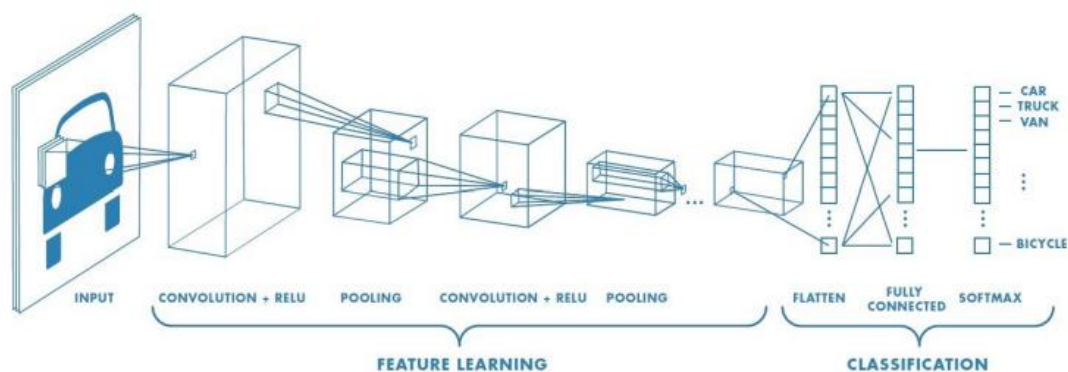 CAR
TRUCK
VAN
BICYCLE
INPUT
CONVOLUTION + RELU
POOLING
CONVOLUTION + RELU
POOLING
FLATTEN
FULLY
CONNECTED
SOFTMAX
FEATURE LEARNING
CLASSIFICATION